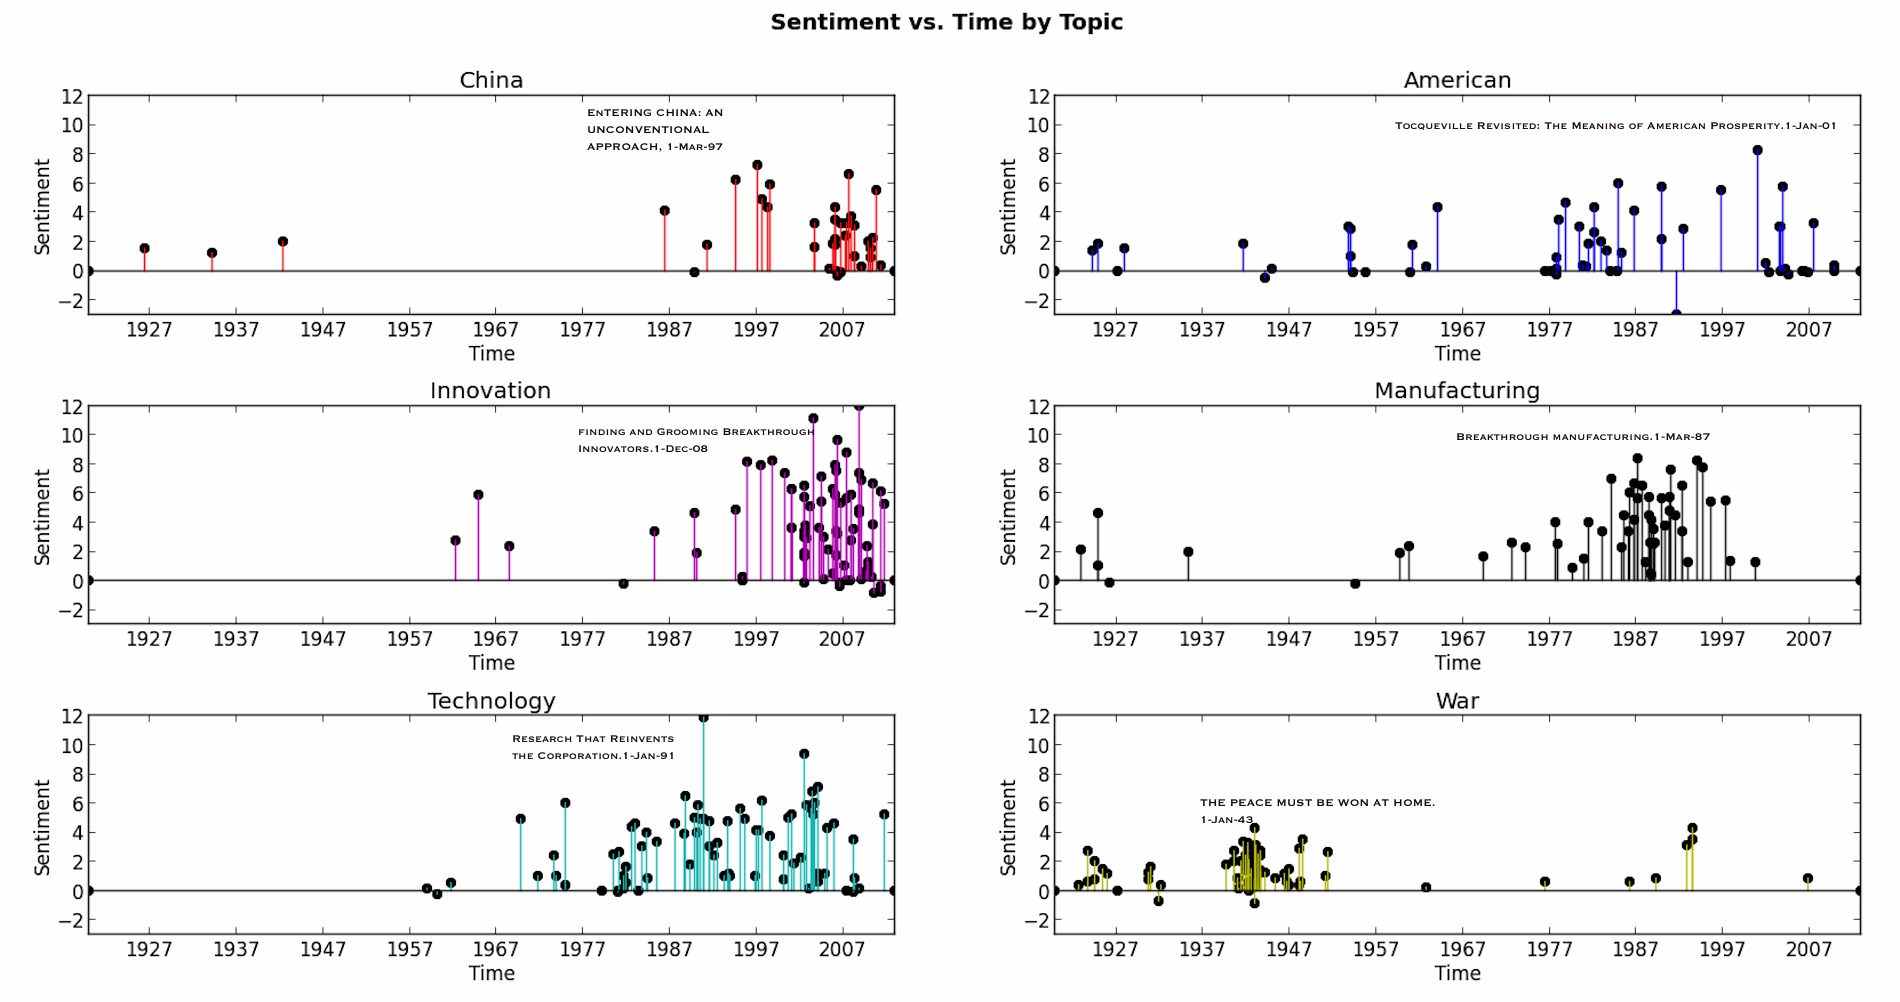 Sentiment vs. Time by Topic
China
12
10
8
6
4
2
0
−2
Sentiment
ENTERING CHINA: AN
UNCONVENTIONAL
APPROACH, 1-MAR-97
1927 1937 1947 1957 1967 1977 1987 1997 2007
Time
American
12
10
8
6
4
2
0
−2
Sentiment
TOCQUEVILLE REVISITED: THE MEANING OF AMERICAN PROSPERITY.1-JAN-01
1927 1937 1947 1957 1967 1977 1987 1997 2007
Time
Innovation
12
10
8
6
4
2
0
−2
Sentiment
FINDING AND GROOMING BREAKTHROUGH
INNOVATORS.1-DEC-08
1927 1937 1947 1957 1967 1977 1987 1997 2007
Time
Manufacturing
12
10
8
6
4
2
0
−2
Sentiment
BREAKTHROUGH MANUFACTURING.1-MAR-87
1927 1937 1947 1957 1967 1977 1987 1997 2007
Time
Technology
12
10
8
6
4
2
0
−2
Sentiment
RESEARCH THAT REINVENTS
THE CORPORATION.1-JAN-91
1927 1937 1947 1957 1967 1977 1987 1997 2007
Time
War
12
10
8
6
4
2
0
−2
Sentiment
THE PEACE MUST BE WON AT HOME.
1-JAN-43
1927 1937 1947 1957 1967 1977 1987 1997 2007
Time